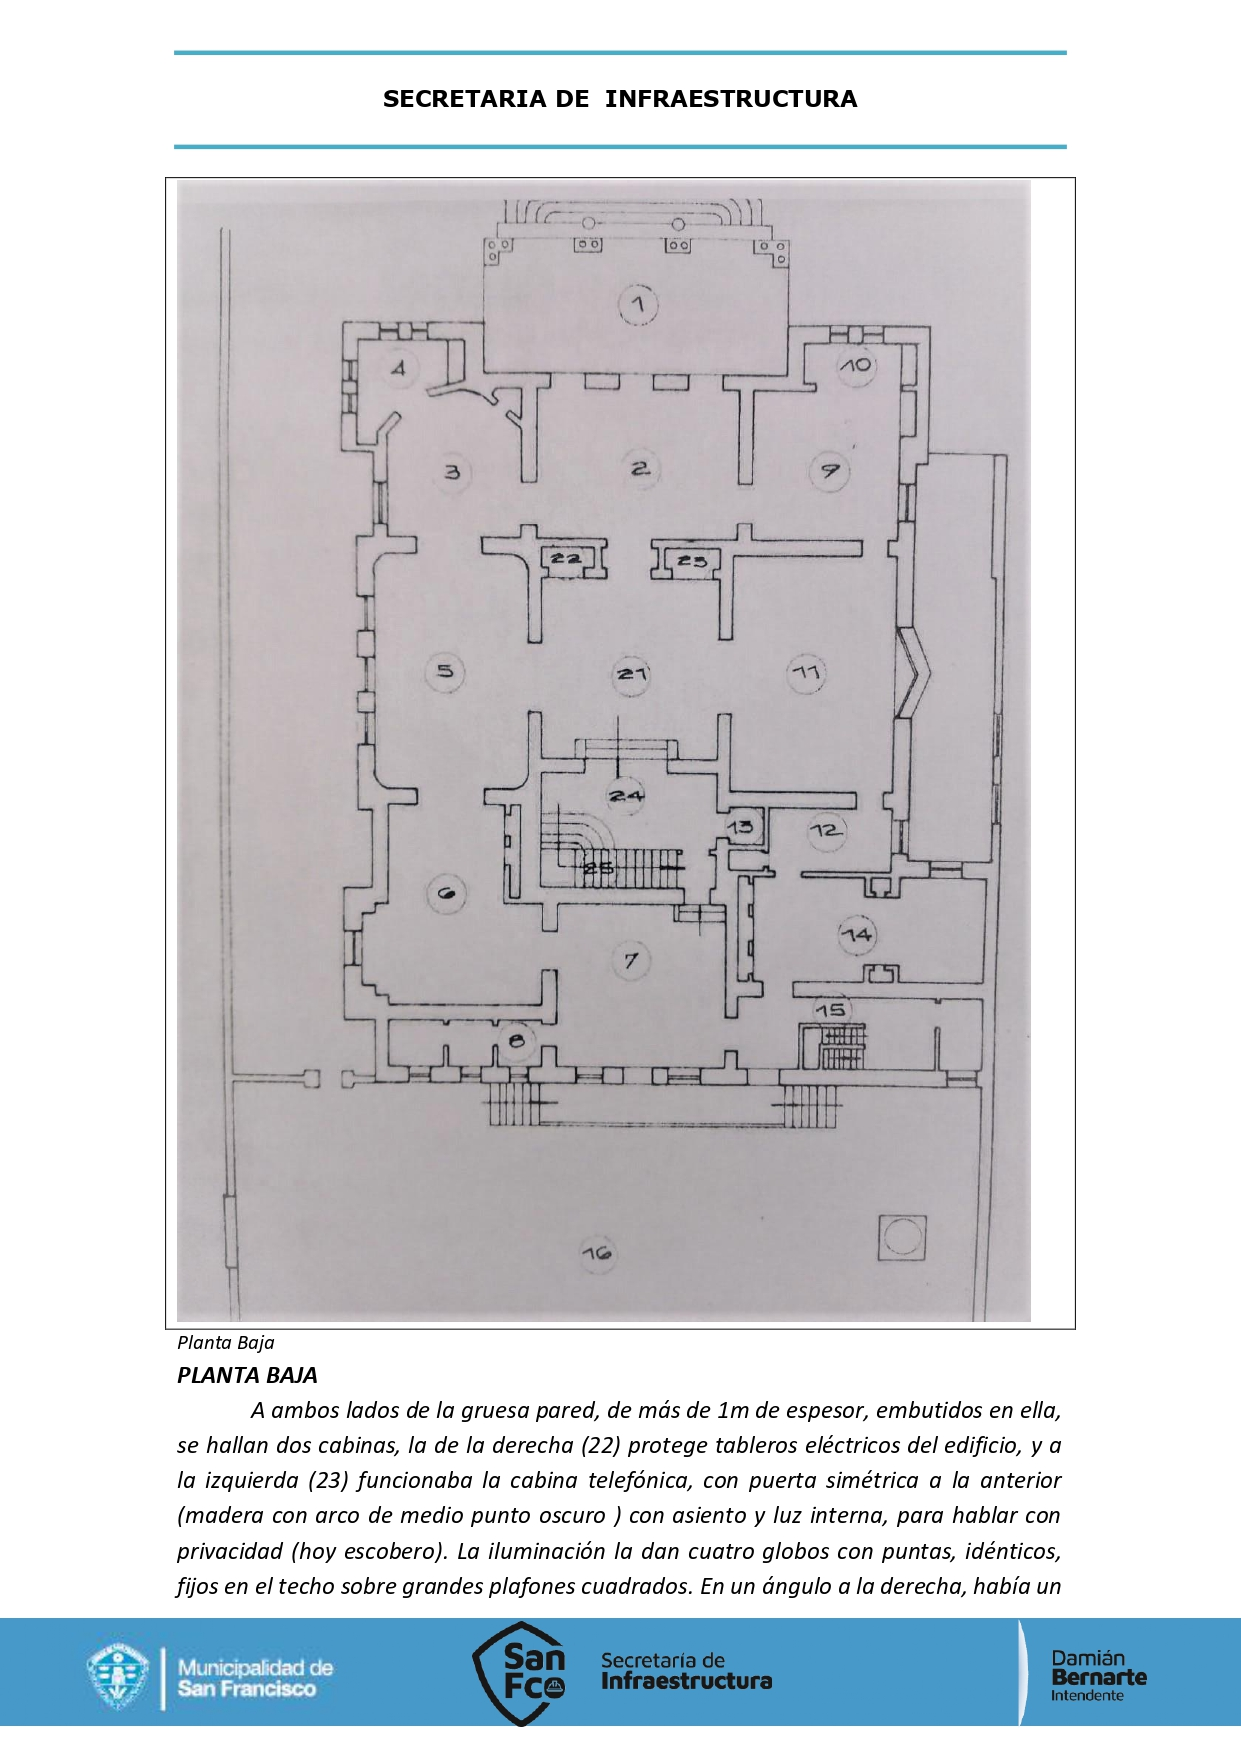 SECRETARIA DE  INFRAESTRUCTURA
1
4
10
3
2
9
22
23
5
21
11
24
13
12
25
6
14
7
15
8
16
Planta Baja
PLANTA BAJA
A ambos lados de la gruesa pared, de más de 1m de espesor, embutidos en ella,
se hallan dos cabinas, la de la derecha (22) protege tableros eléctricos del edificio, y a
la izquierda (23) funcionaba la cabina telefónica, con puerta simétrica a la anterior
(madera con arco de medio punto oscuro ) con asiento y luz interna, para hablar con
privacidad (hoy escobero). La iluminación la dan cuatro globos con puntas, idénticos,
fijos en el techo sobre grandes plafones cuadrados. En un ángulo a la derecha, había un
Municipalidad de
San Francisco
San
Fco
Secretaría de
Infraestructura
Damián
Bernarte
Intendente